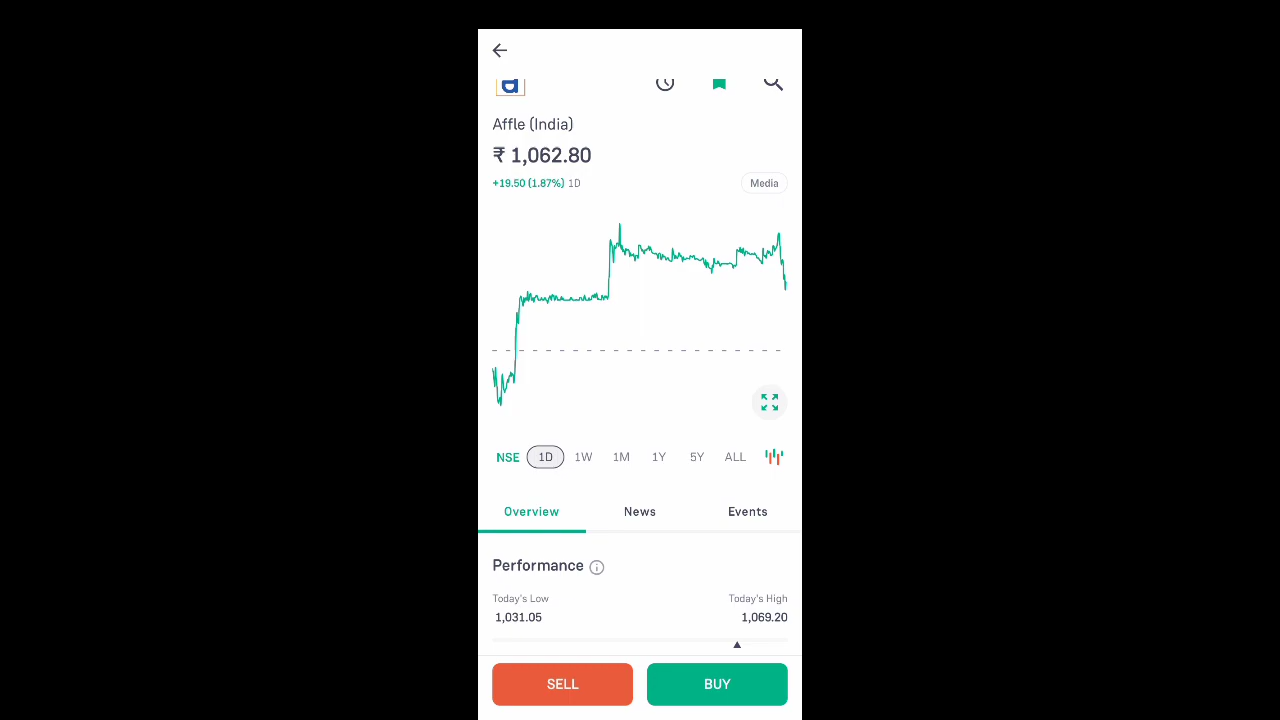 Affle (India)
₹ 1,062.80
+19.50 (1.87%) 1D
Media
NSE 1D 1W 1M 1Y 5Y ALL
Overview News Events
Performance
Today's Low Today's High
1,031.05 1,069.20
SELL BUY